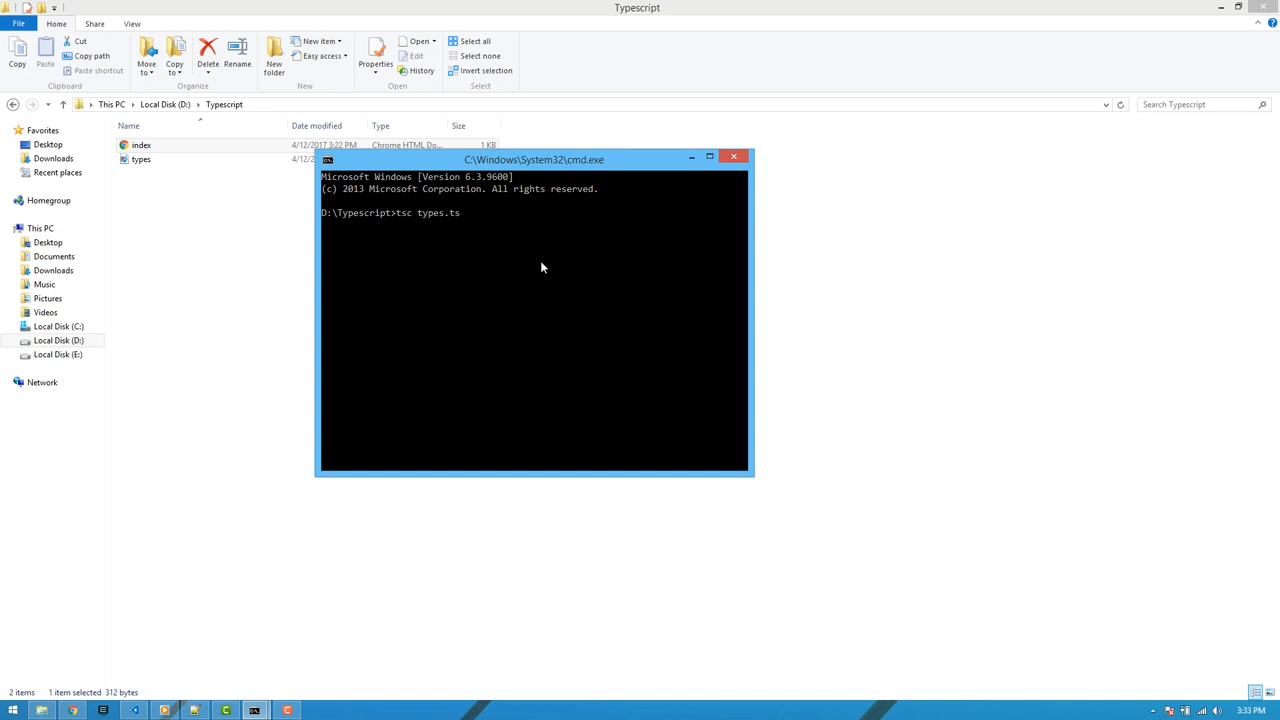 Typescript
File Home Share View
Copy
Paste
Cut
Copy path
Paste shortcut
Clipboard
Move to
Copy to
Delete
Rename
Organize
New folder
New item
Easy access
New
Properties
Open
Edit
History
Open
Select all
Select none
Invert selection
Select
This PC Local Disk (D:) Typescript
Search Typescript
Name Date modified Type Size
index 4/12/2017 3:22 PM Chrome HTML Do... 1 KB
types 4/12/
Favorites
Desktop
Downloads
Recent places
Homegroup
This PC
Desktop
Documents
Downloads
Music
Pictures
Videos
Local Disk (C:)
Local Disk (D:)
Local Disk (E:)
Network
C:\Windows\System32\cmd.exe
Microsoft Windows [Version 6.3.9600]
(c) 2013 Microsoft Corporation. All rights reserved.
D:\Typescript>tsc types.ts
2 items 1 item selected 312 bytes
3:33 PM